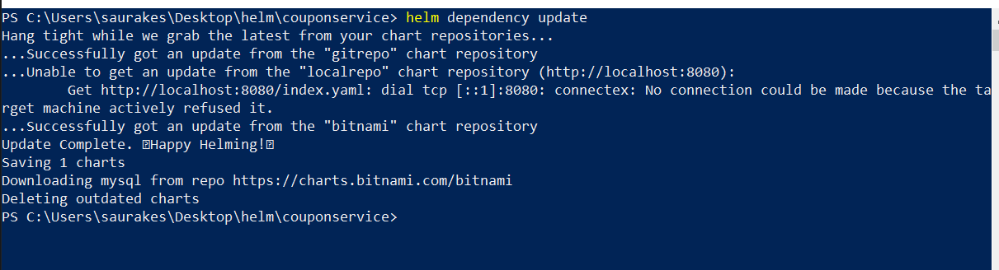 PS C:\Users\saurakes\Desktop\helm\couponservice> helm dependency update
Hang tight while we grab the latest from your chart repositories...
...Successfully got an update from the "gitrepo" chart repository
...Unable to get an update from the "localrepo" chart repository (http://localhost:8080):
        Get http://localhost:8080/index.yaml: dial tcp [::1]:8080: connectex: No connection could be made because the ta
rget machine actively refused it.
...Successfully got an update from the "bitnami" chart repository
Update Complete. ⍰Happy Helming!⍰
Saving 1 charts
Downloading mysql from repo https://charts.bitnami.com/bitnami
Deleting outdated charts
PS C:\Users\saurakes\Desktop\helm\couponservice>